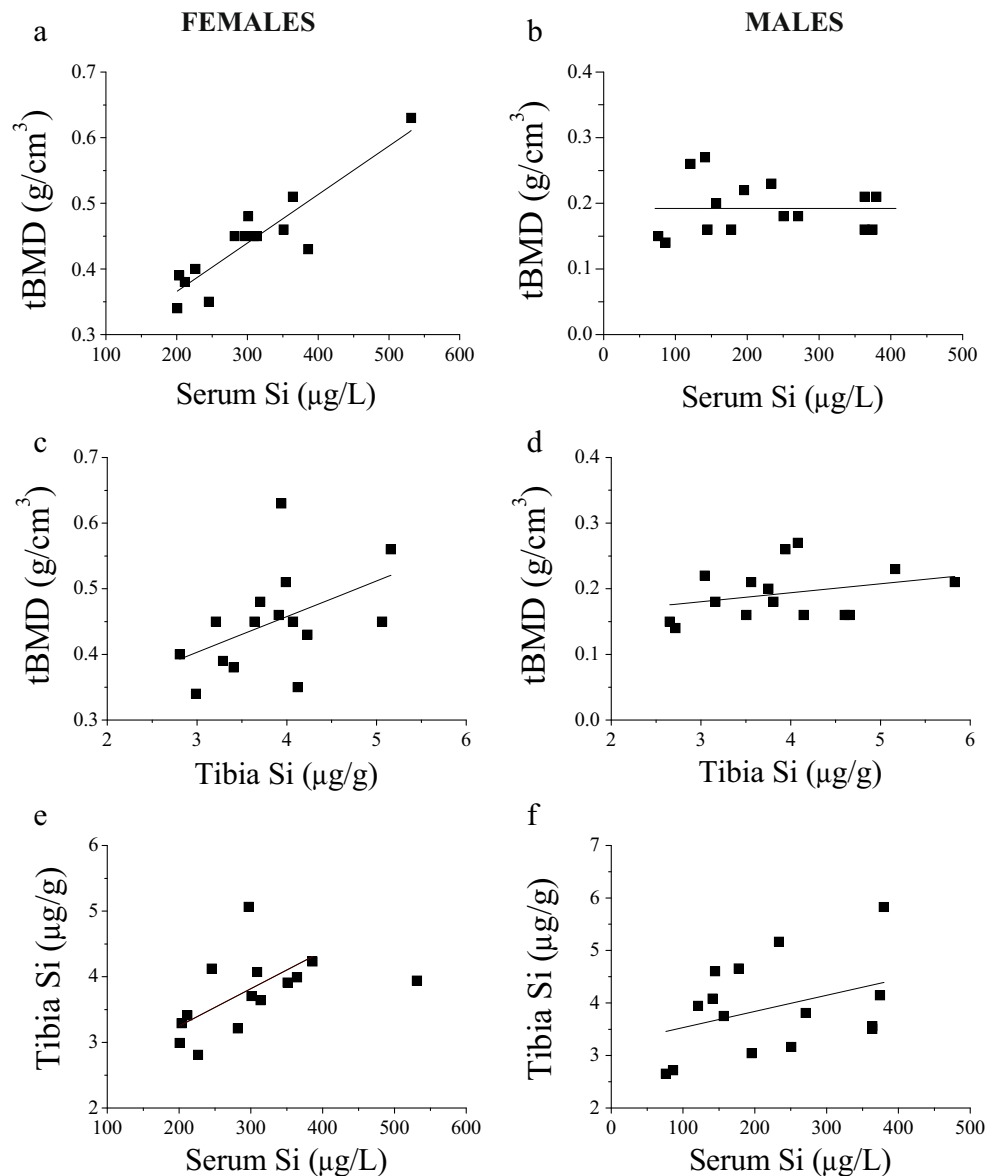 FEMALES
MALES
a
0.7
0.6
0.5
0.4
0.3
tBMD (g/cm³)
100 200 300 400 500 600
Serum Si (µg/L)
b
0.4
0.3
0.2
0.1
0.0
tBMD (g/cm³)
0 100 200 300 400 500
Serum Si (µg/L)
c
0.7
0.6
0.5
0.4
0.3
tBMD (g/cm³)
2 3 4 5 6
Tibia Si (µg/g)
d
0.4
0.3
0.2
0.1
0.0
tBMD (g/cm³)
2 3 4 5 6
Tibia Si (µg/g)
e
6
5
4
3
2
Tibia Si (µg/g)
100 200 300 400 500 600
Serum Si (µg/L)
f
7
6
5
4
3
2
Tibia Si (µg/g)
0 100 200 300 400 500
Serum Si (µg/L)